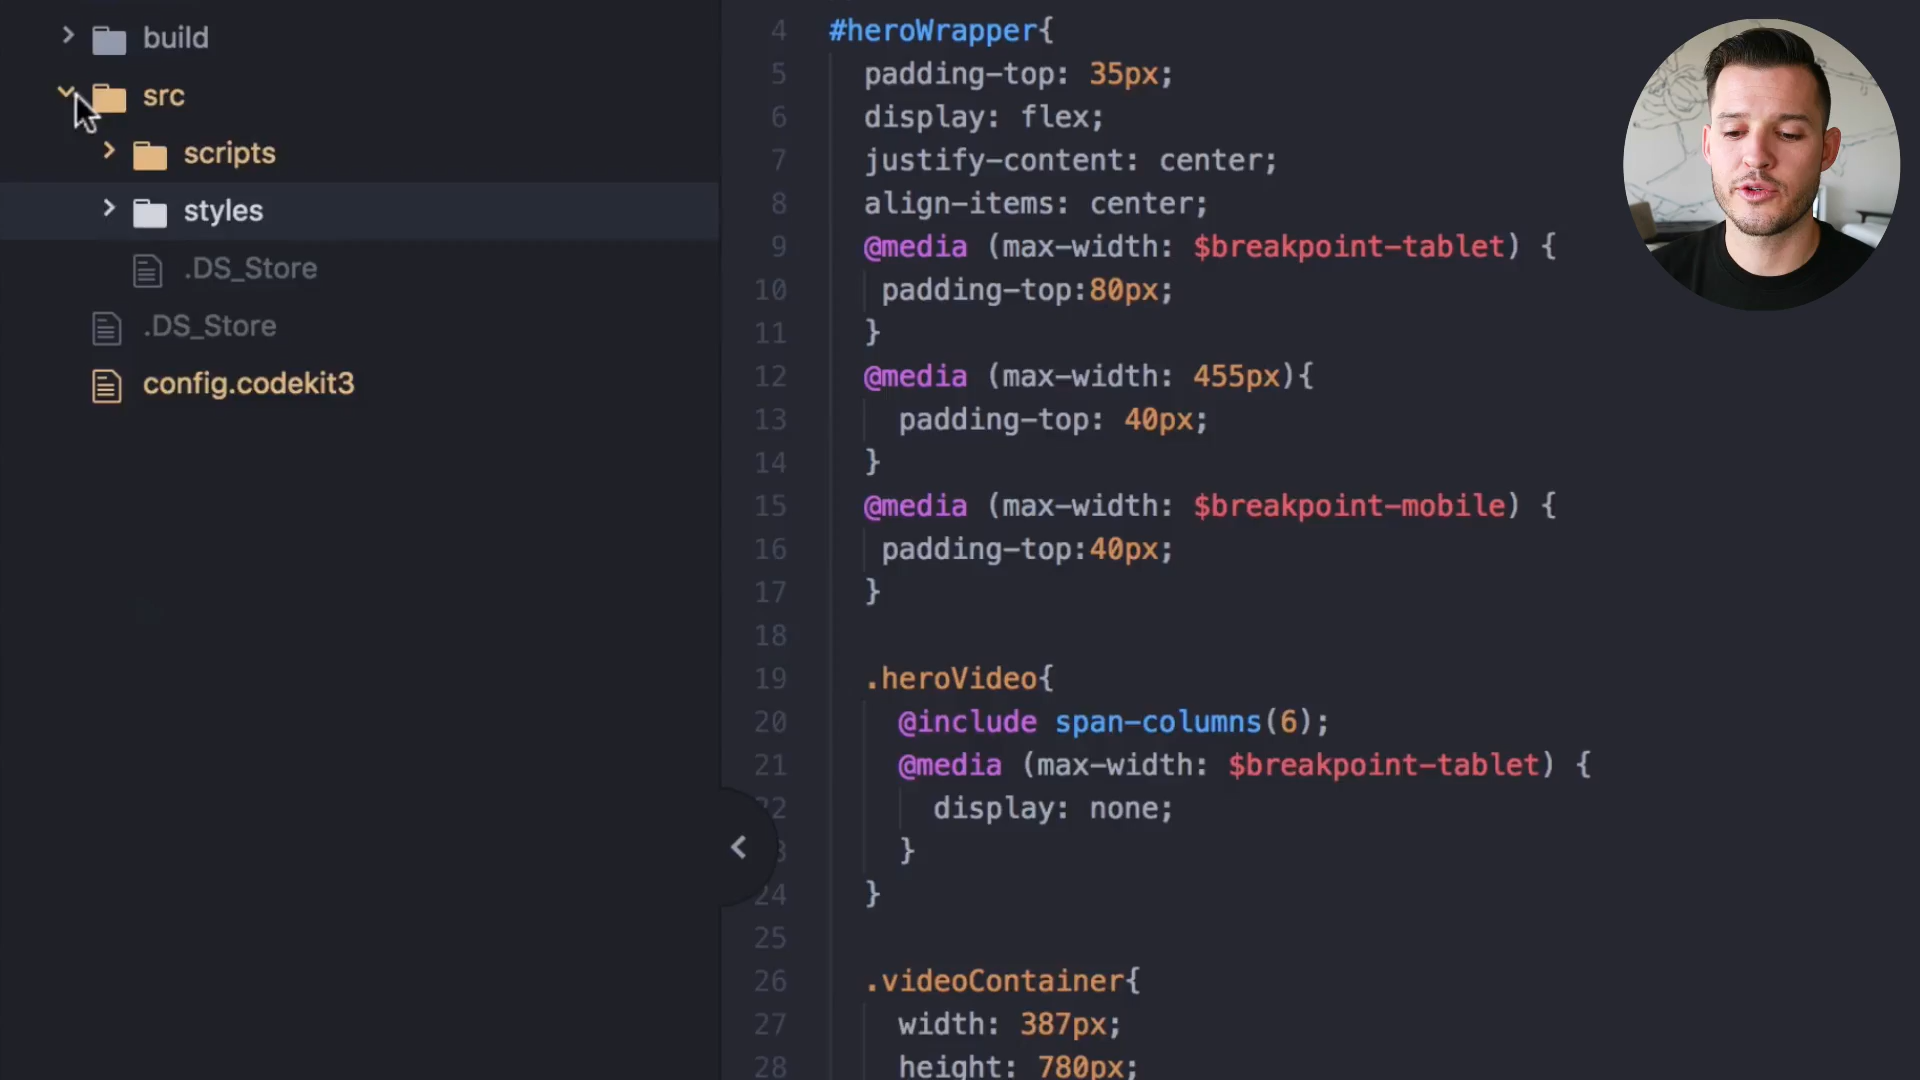 build
src
scripts
styles
.DS_Store
.DS_Store
config.codekit3
4 #heroWrapper{
5 padding-top: 35px;
6 display: flex;
7 justify-content: center;
8 align-items: center;
9 @media (max-width: $breakpoint-tablet) {
10 padding-top:80px;
11 }
12 @media (max-width: 455px){
13 padding-top: 40px;
14 }
15 @media (max-width: $breakpoint-mobile) {
16 padding-top:40px;
17 }
18
19 .heroVideo{
20 @include span-columns(6);
21 @media (max-width: $breakpoint-tablet) {
2 display: none;
3 }
24 }
25
26 .videoContainer{
27 width: 387px;
28 height: 780px;